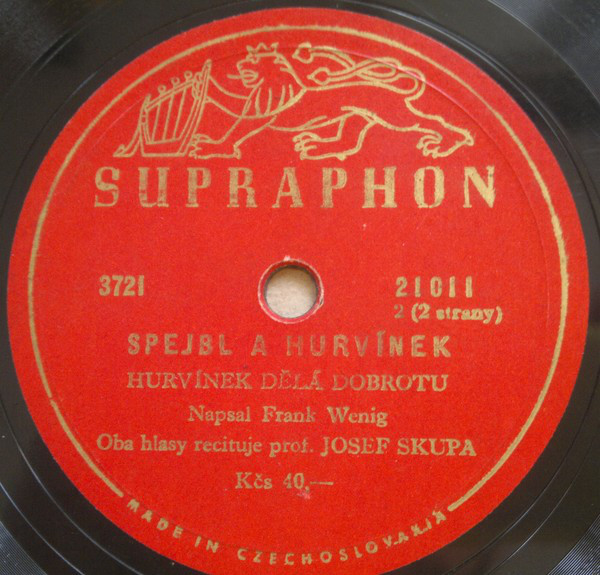 SUPRAPHON
3721
21011
2 (2 strany)
SPEJBL A HURVÍNEK
HURVÍNEK DĚLÁ DOBROTU
Napsal Frank Wenig
Oba hlasy recituje prof. JOSEF SKUPA
Kčs 40,—
MADE IN CZECHOSLOVAKIA